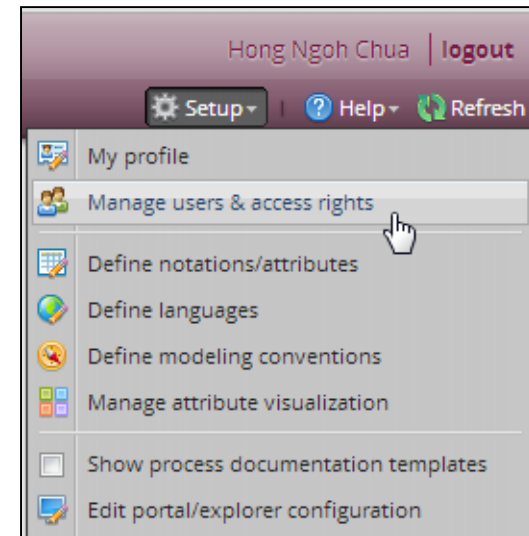 Hong Ngoh Chua | logout
Setup Help Refresh
My profile
Manage users & access rights
Define notations/attributes
Define languages
Define modeling conventions
Manage attribute visualization
Show process documentation templates
Edit portal/explorer configuration